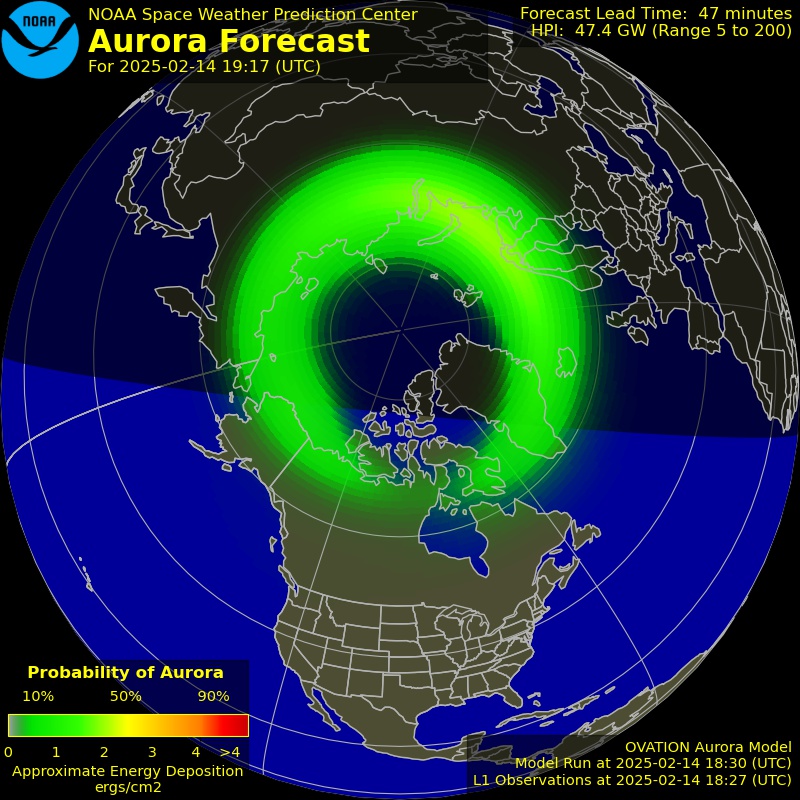 NOAA
NOAA Space Weather Prediction Center
Aurora Forecast
For 2025-02-14 19:17 (UTC)
Forecast Lead Time: 47 minutes
HPI: 47.4 GW (Range 5 to 200)
Probability of Aurora
10% 50% 90%
0 1 2 3 4 >4
Approximate Energy Deposition
ergs/cm2
OVATION Aurora Model
Model Run at 2025-02-14 18:30 (UTC)
L1 Observations at 2025-02-14 18:27 (UTC)